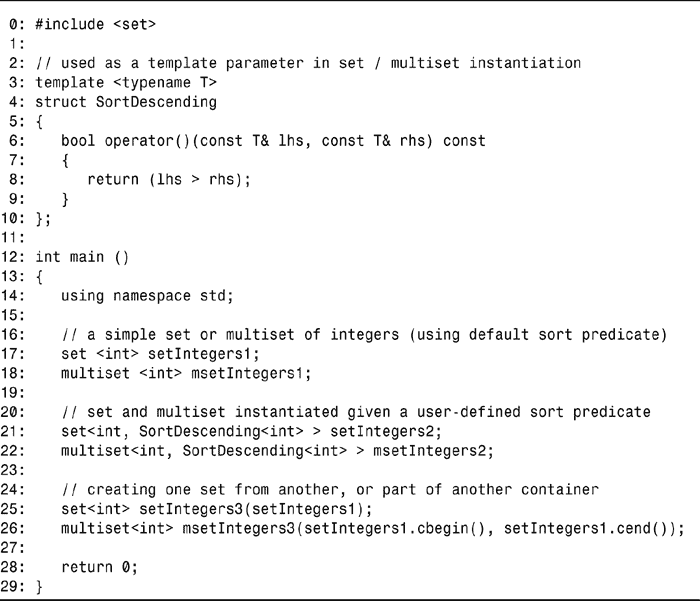 0: #include <set>
1:
2: // used as a template parameter in set / multiset instantiation
3: template <typename T>
4: struct SortDescending
5: {
6:    bool operator()(const T& lhs, const T& rhs) const
7:    {
8:       return (lhs > rhs);
9:    }
10: };
11:
12: int main ()
13: {
14:    using namespace std;
15:
16:    // a simple set or multiset of integers (using default sort predicate)
17:    set <int> setIntegers1;
18:    multiset <int> msetIntegers1;
19:
20:    // set and multiset instantiated given a user-defined sort predicate
21:    set<int, SortDescending<int> > setIntegers2;
22:    multiset<int, SortDescending<int> > msetIntegers2;
23:
24:    // creating one set from another, or part of another container
25:    set<int> setIntegers3(setIntegers1);
26:    multiset<int> msetIntegers3(setIntegers1.cbegin(), setIntegers1.cend());
27:
28:    return 0;
29: }